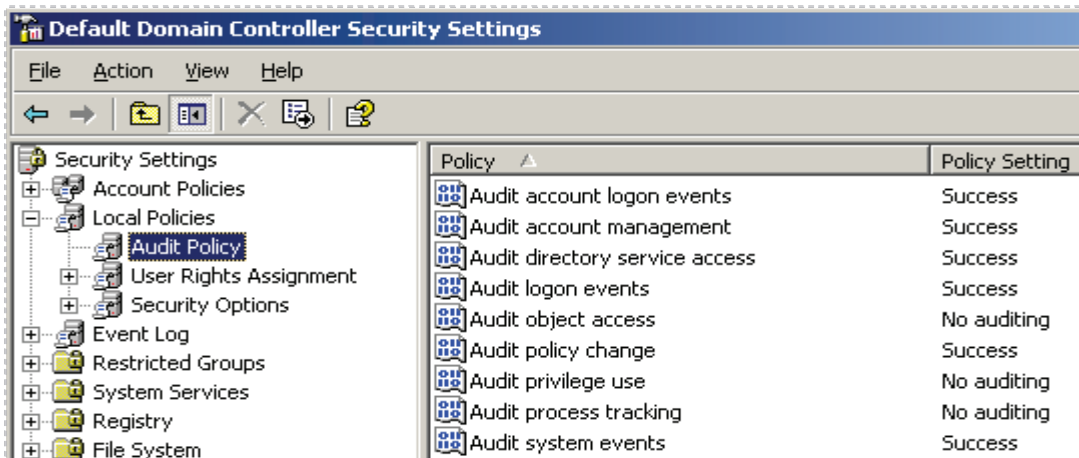 Default Domain Controller Security Settings
File Action View Help
Security Settings
Account Policies
Local Policies
Audit Policy
User Rights Assignment
Security Options
Event Log
Restricted Groups
System Services
Registry
File System
Policy Policy Setting
Audit account logon events Success
Audit account management Success
Audit directory service access Success
Audit logon events Success
Audit object access No auditing
Audit policy change Success
Audit privilege use No auditing
Audit process tracking No auditing
Audit system events Success